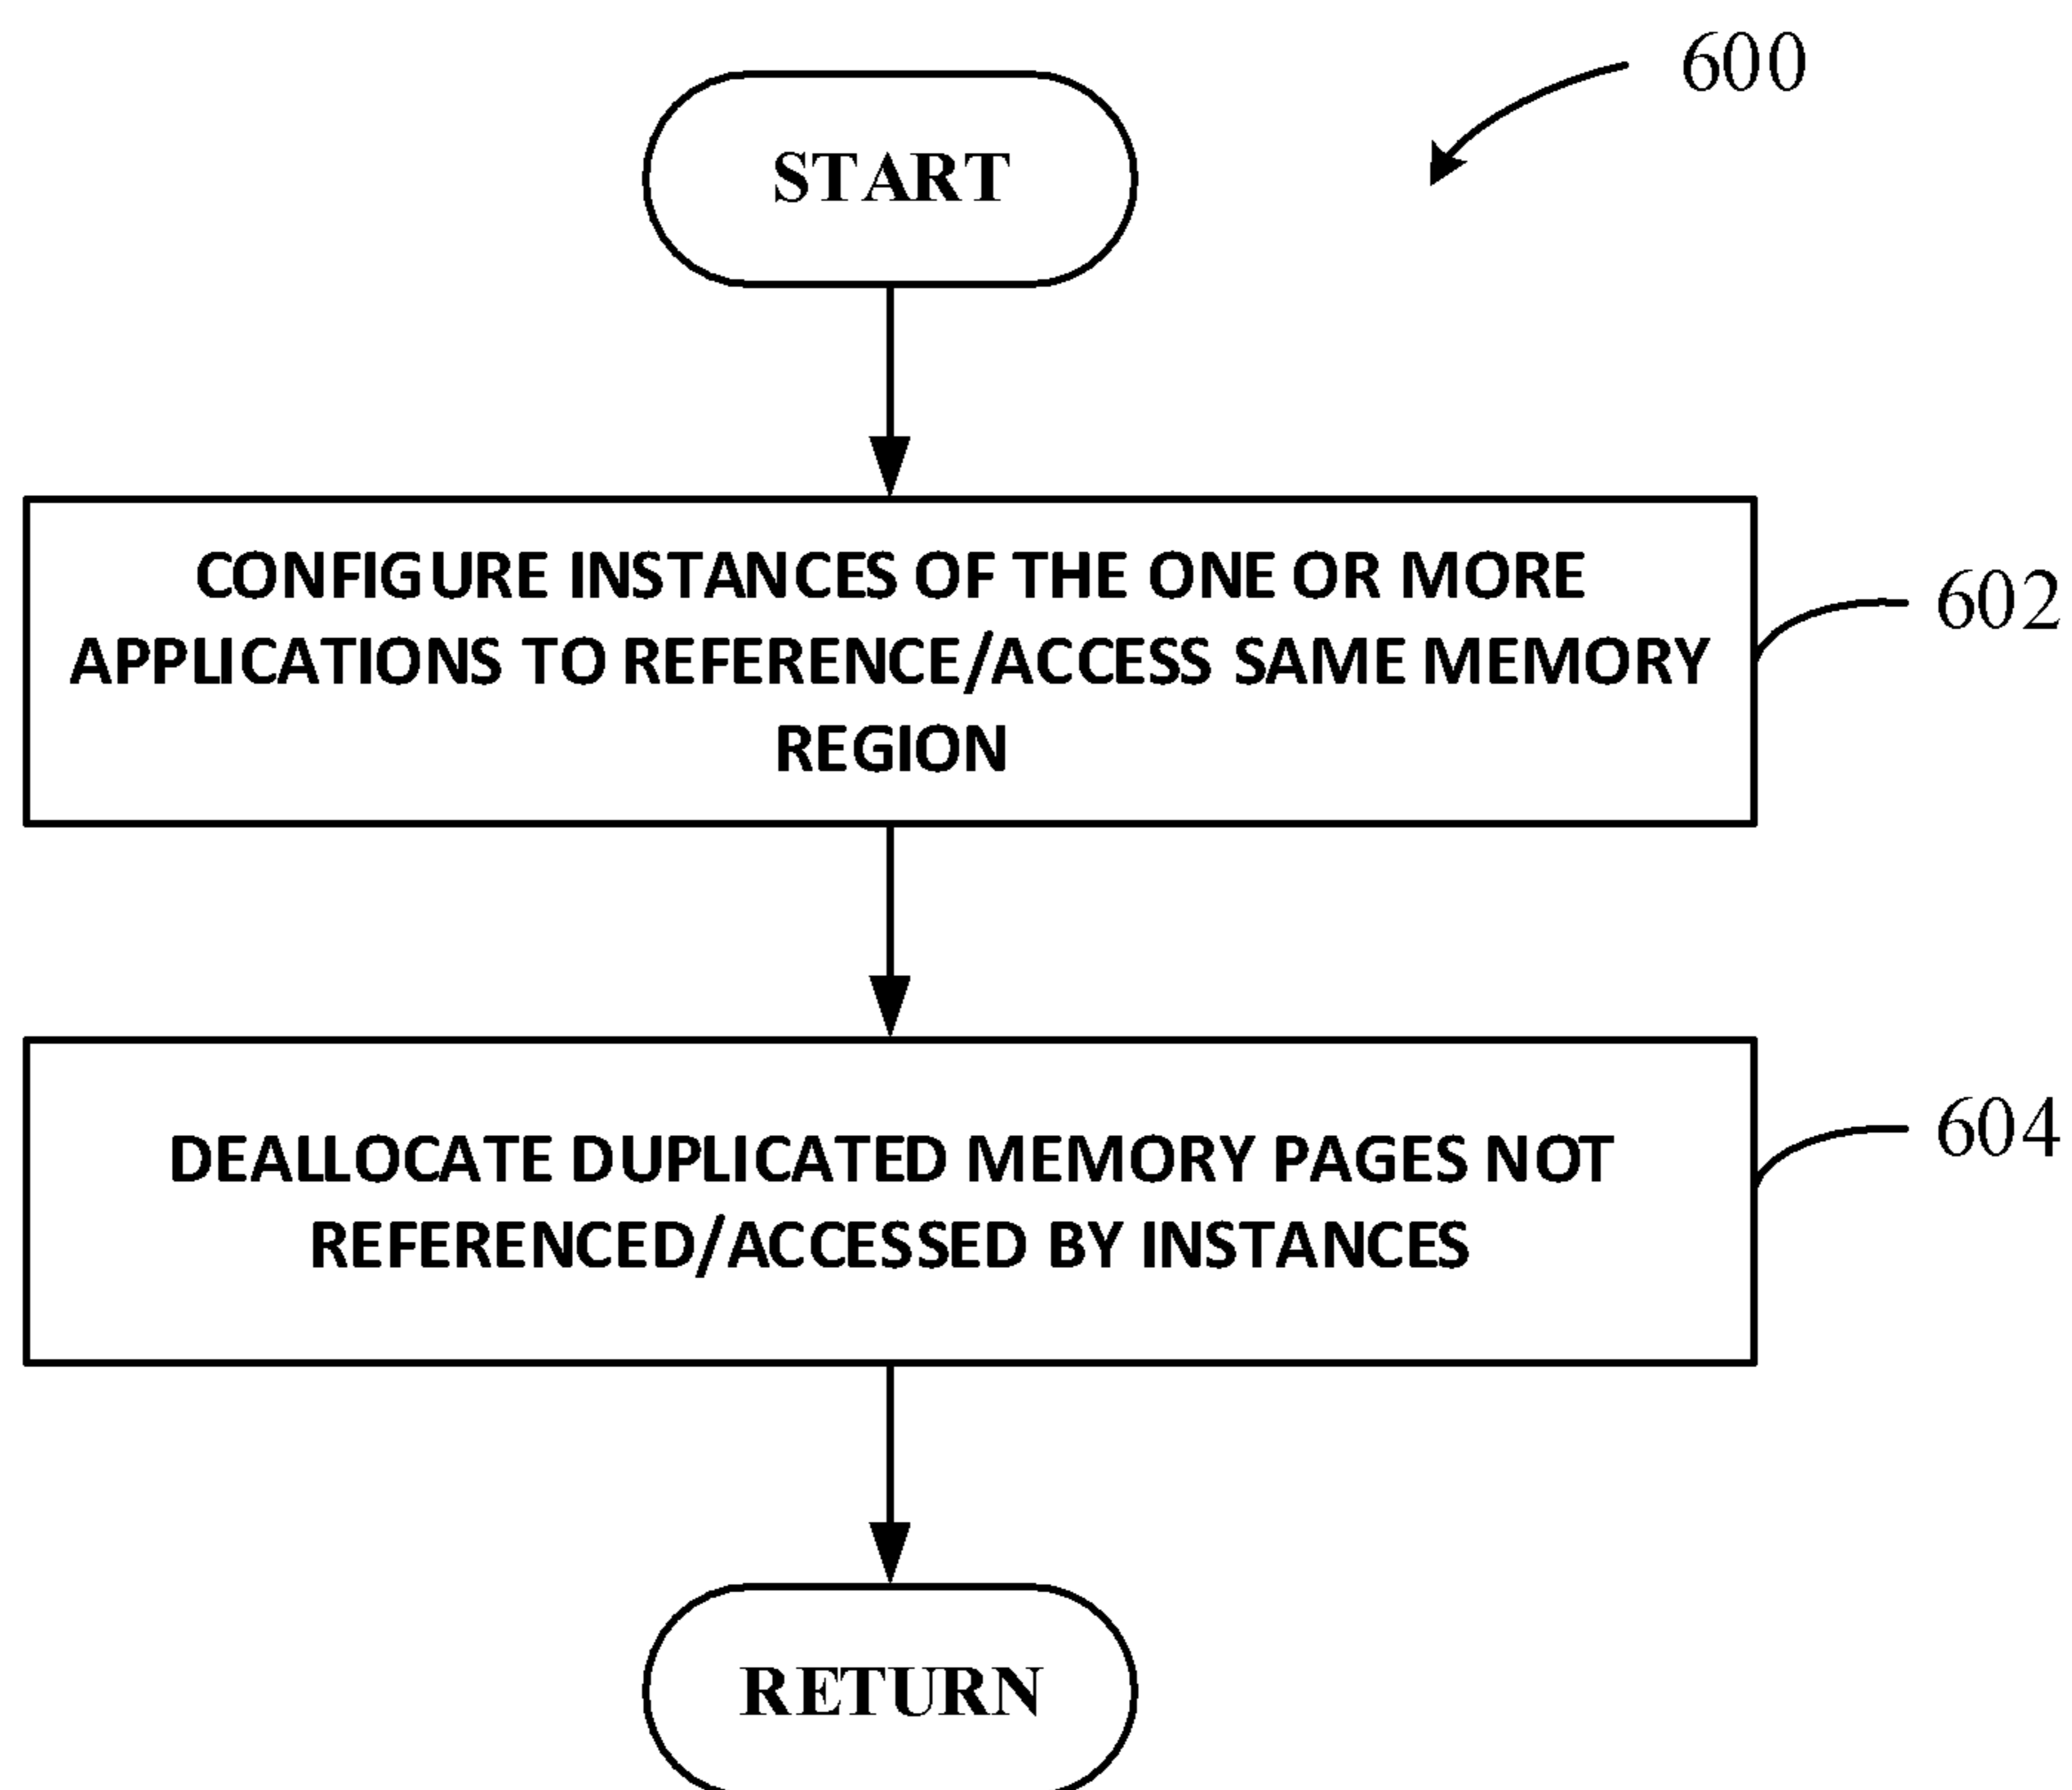 600
START
CONFIGURE INSTANCES OF THE ONE OR MORE
APPLICATIONS TO REFERENCE/ACCESS SAME MEMORY
REGION
602
DEALLOCATE DUPLICATED MEMORY PAGES NOT
REFERENCED/ACCESSED BY INSTANCES
604
RETURN